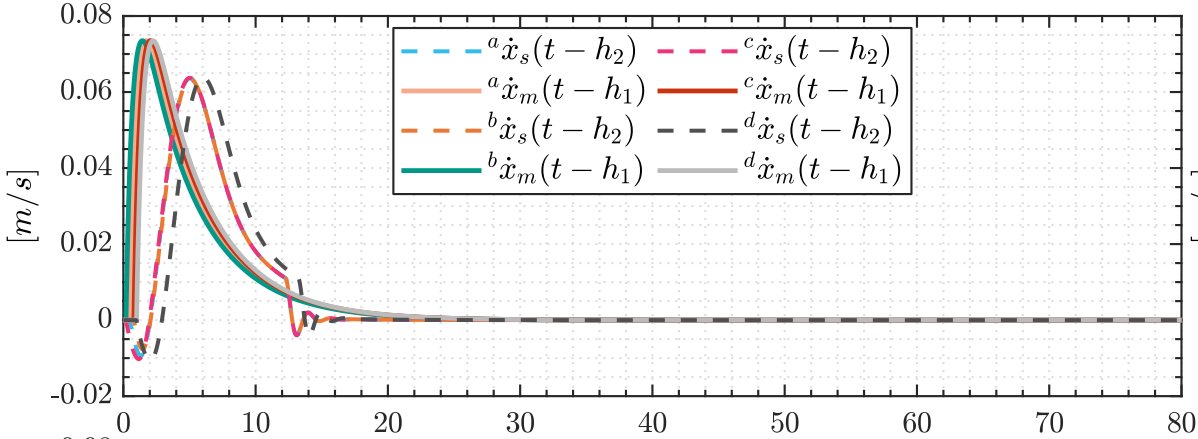 0.08
0.06
0.04
0.02
0
-0.02
[m/s]
ᵃẋₛ(t − h₂) ᶜẋₛ(t − h₂)
ᵃẋₘ(t − h₁) ᶜẋₘ(t − h₁)
ᵇẋₛ(t − h₂) ᵈẋₛ(t − h₂)
ᵇẋₘ(t − h₁) ᵈẋₘ(t − h₁)
0 10 20 30 40 50 60 70 80